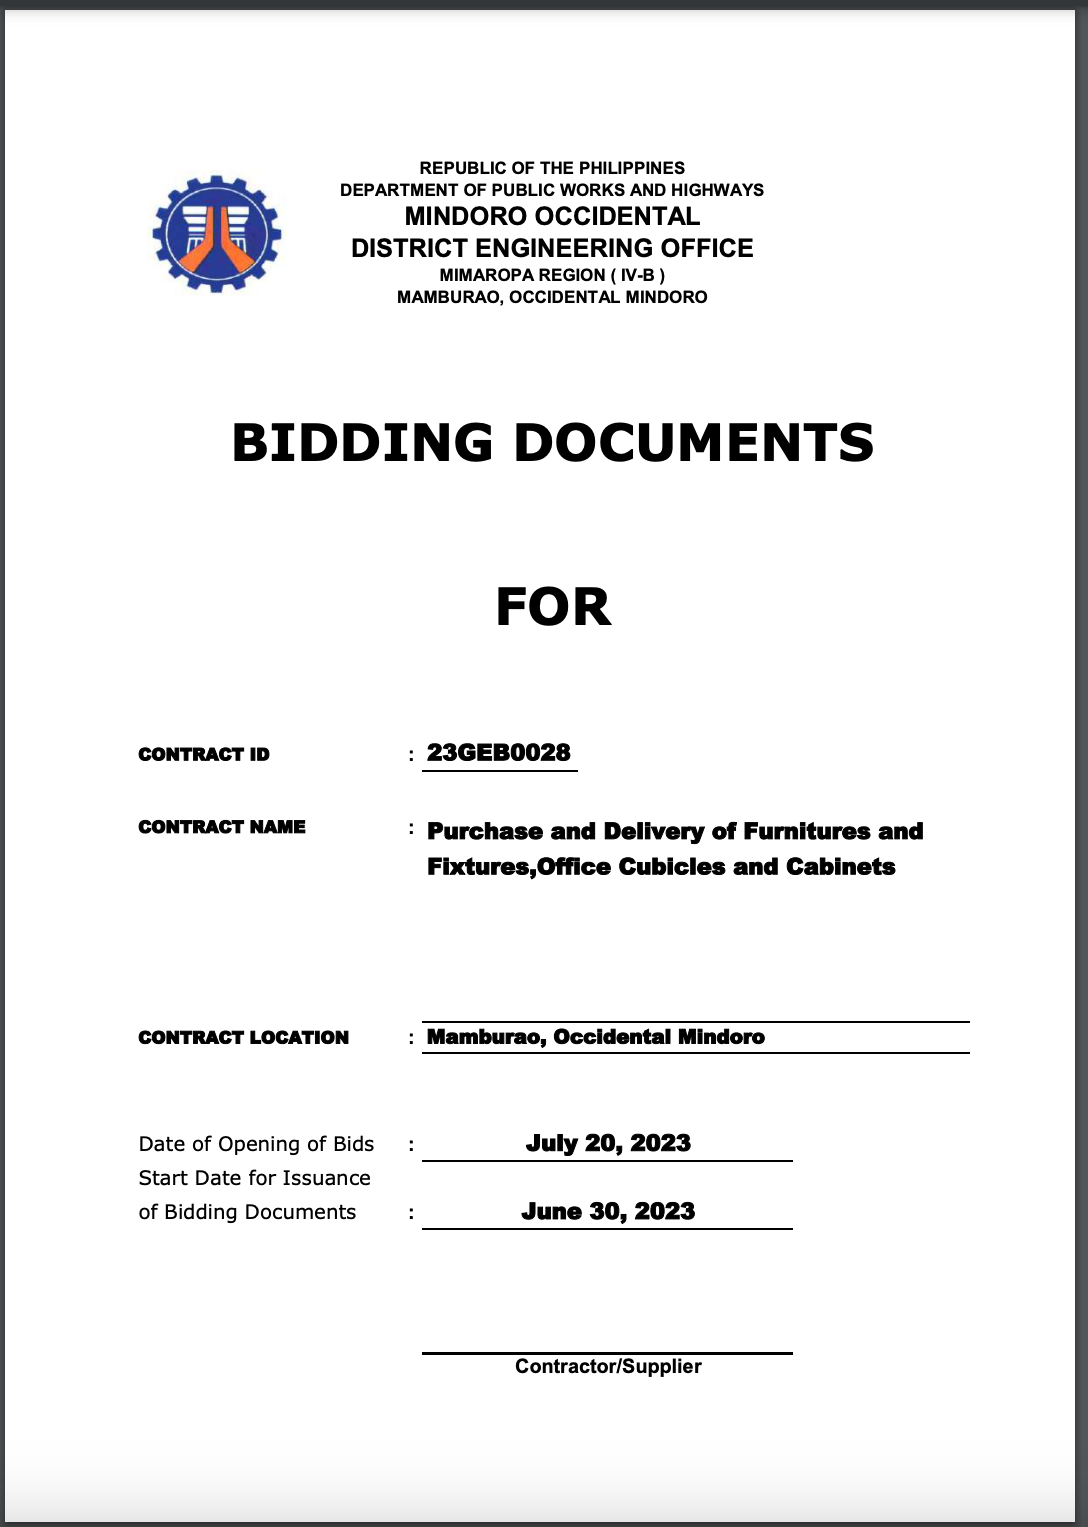 REPUBLIC OF THE PHILIPPINES
DEPARTMENT OF PUBLIC WORKS AND HIGHWAYS
MINDORO OCCIDENTAL
DISTRICT ENGINEERING OFFICE
MIMAROPA REGION ( IV-B )
MAMBURAO, OCCIDENTAL MINDORO
BIDDING DOCUMENTS
FOR
CONTRACT ID : 23GEB0028
CONTRACT NAME : Purchase and Delivery of Furnitures and
Fixtures,Office Cubicles and Cabinets
CONTRACT LOCATION : Mamburao, Occidental Mindoro
Date of Opening of Bids : July 20, 2023
Start Date for Issuance
of Bidding Documents : June 30, 2023
Contractor/Supplier